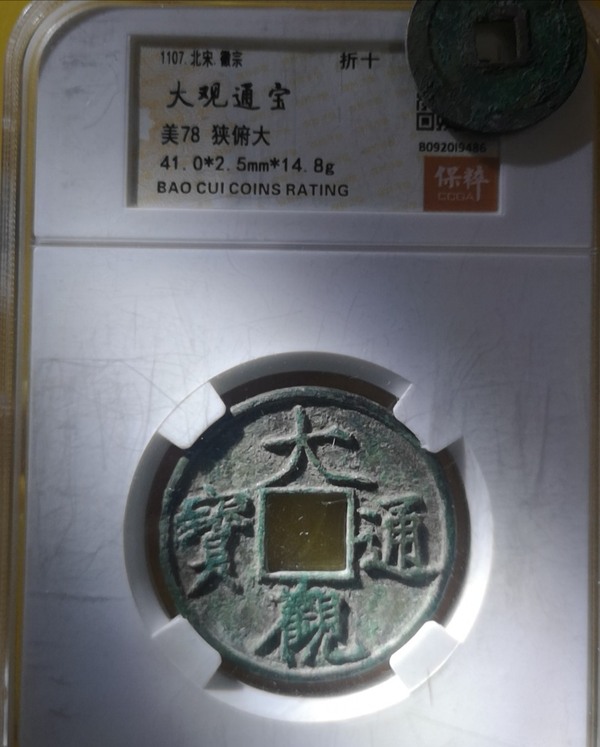 1107.北宋.徽宗 折十
大观通宝
美78 狭俯大
41.0*2.5mm*14.8g
BAO CUI COINS RATING
8092019486
保粹
CCGA
大
寳 通
觀